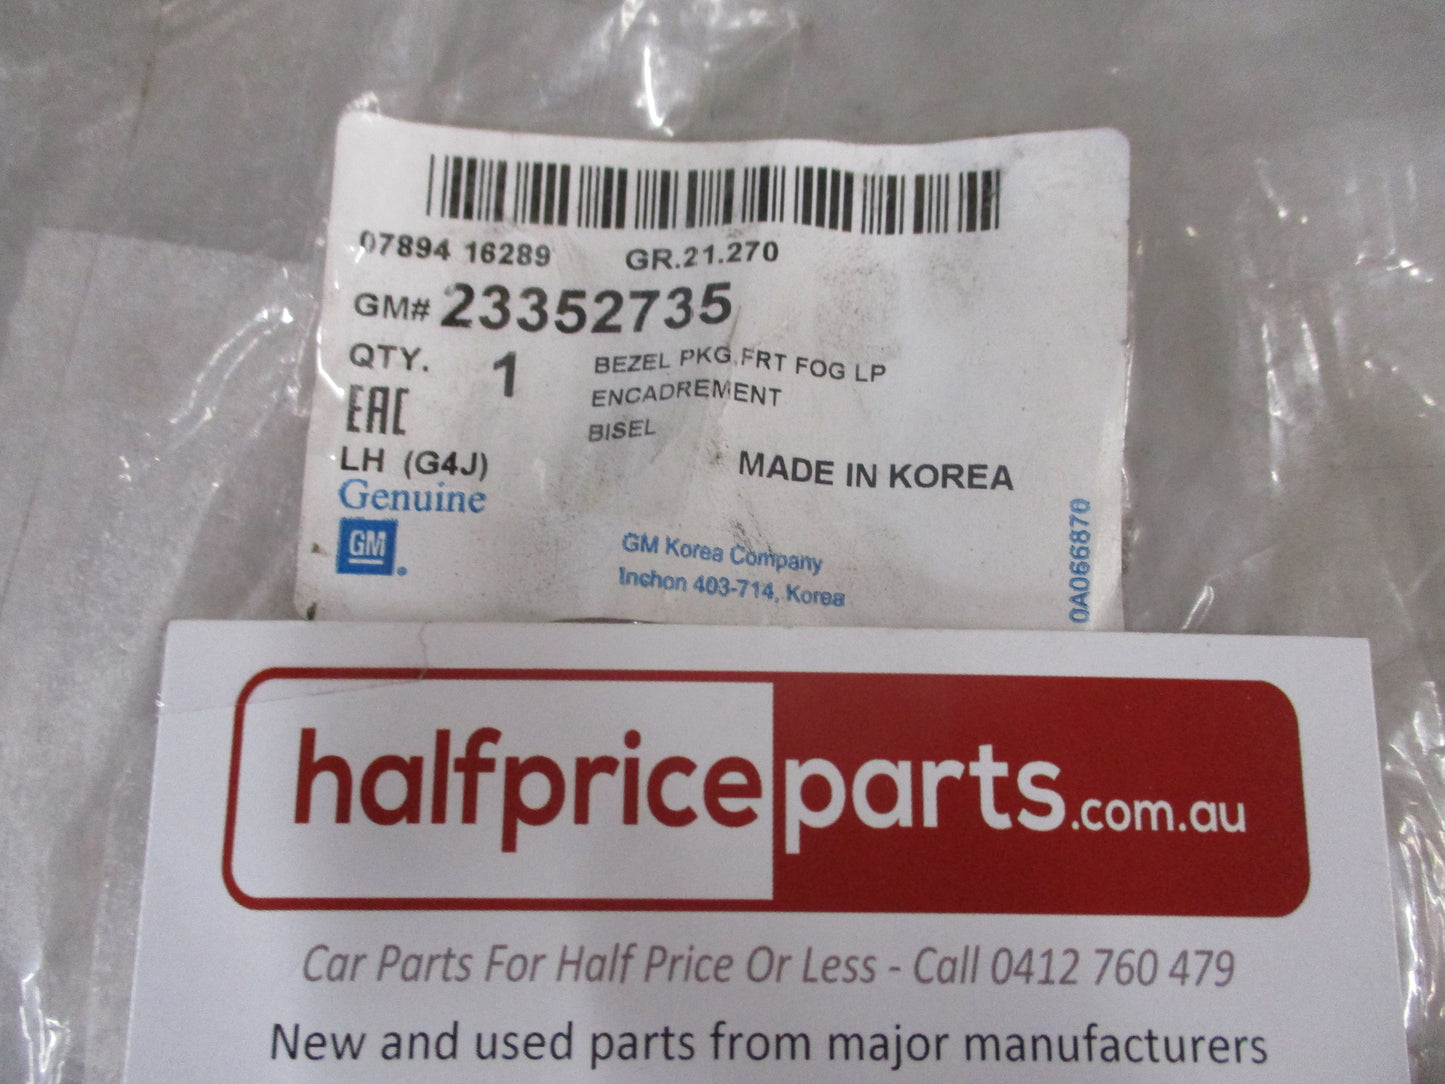 07894 16289 GR.21.270
GM# 23352735
QTY. 1 BEZEL PKG.FRT FOG LP
EAC ENCADREMENT
BISEL
LH (G4J) MADE IN KOREA
Genuine
GM
GM Korea Company
Inchon 403-714, Korea
0A066870
halfpriceparts.com.au
Car Parts For Half Price Or Less - Call 0412 760 479
New and used parts from major manufacturers